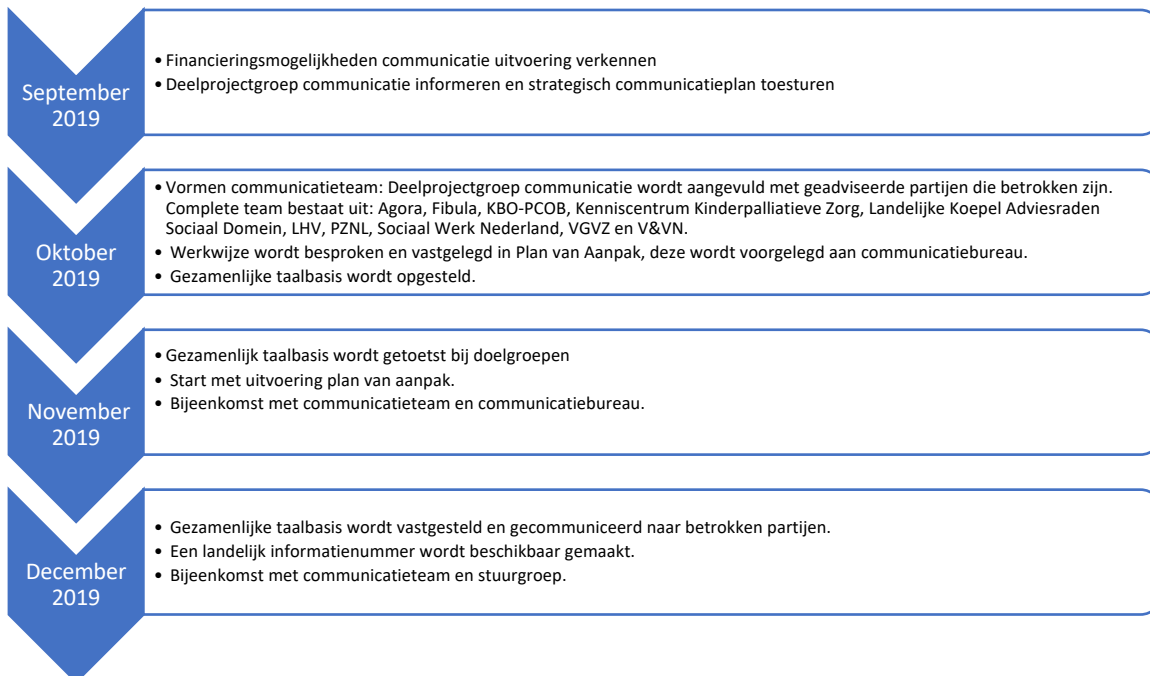 September
2019
• Financieringsmogelijkheden communicatie uitvoering verkennen
• Deelprojectgroep communicatie informeren en strategisch communicatieplan toesturen
Oktober
2019
• Vormen communicatieteam: Deelprojectgroep communicatie wordt aangevuld met geadviseerde partijen die betrokken zijn.
Complete team bestaat uit: Agora, Fibula, KBO-PCOB, Kenniscentrum Kinderpalliatieve Zorg, Landelijke Koepel Adviesraden
Sociaal Domein, LHV, PZNL, Sociaal Werk Nederland, VGVZ en V&VN.
• Werkwijze wordt besproken en vastgelegd in Plan van Aanpak, deze wordt voorgelegd aan communicatiebureau.
• Gezamenlijke taalbasis wordt opgesteld.
November
2019
• Gezamenlijk taalbasis wordt getoetst bij doelgroepen
• Start met uitvoering plan van aanpak.
• Bijeenkomst met communicatieteam en communicatiebureau.
December
2019
• Gezamenlijke taalbasis wordt vastgesteld en gecommuniceerd naar betrokken partijen.
• Een landelijk informatienummer wordt beschikbaar gemaakt.
• Bijeenkomst met communicatieteam en stuurgroep.